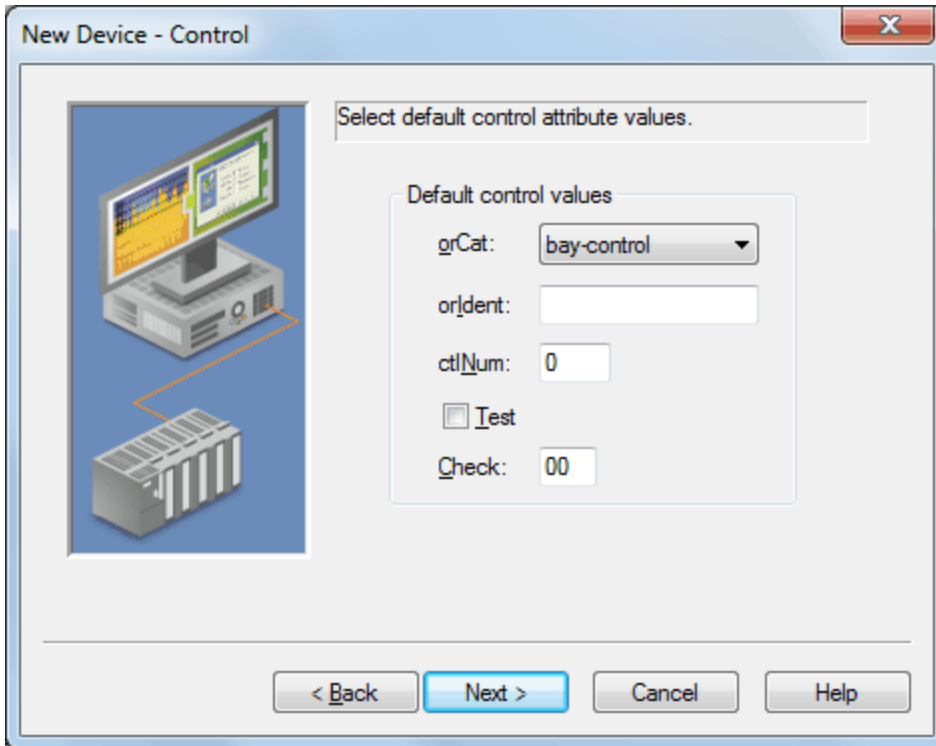 New Device - Control
Select default control attribute values.
Default control values
orCat: bay-control
orIdent:
ctlNum: 0
Test
Check: 00
< Back Next > Cancel Help